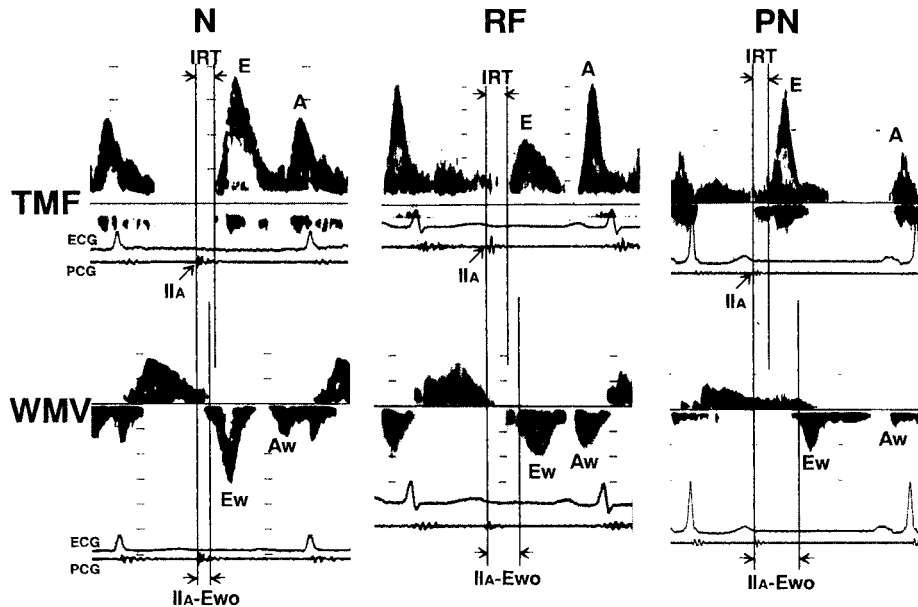 N RF PN
IRT IRT IRT
E E A E
A A
TMF
ECG
PCG
IIA IIA IIA
WMV
Ew Aw Ew Aw Ew Aw
ECG
PCG
IIA-Ewo IIA-Ewo IIA-Ewo